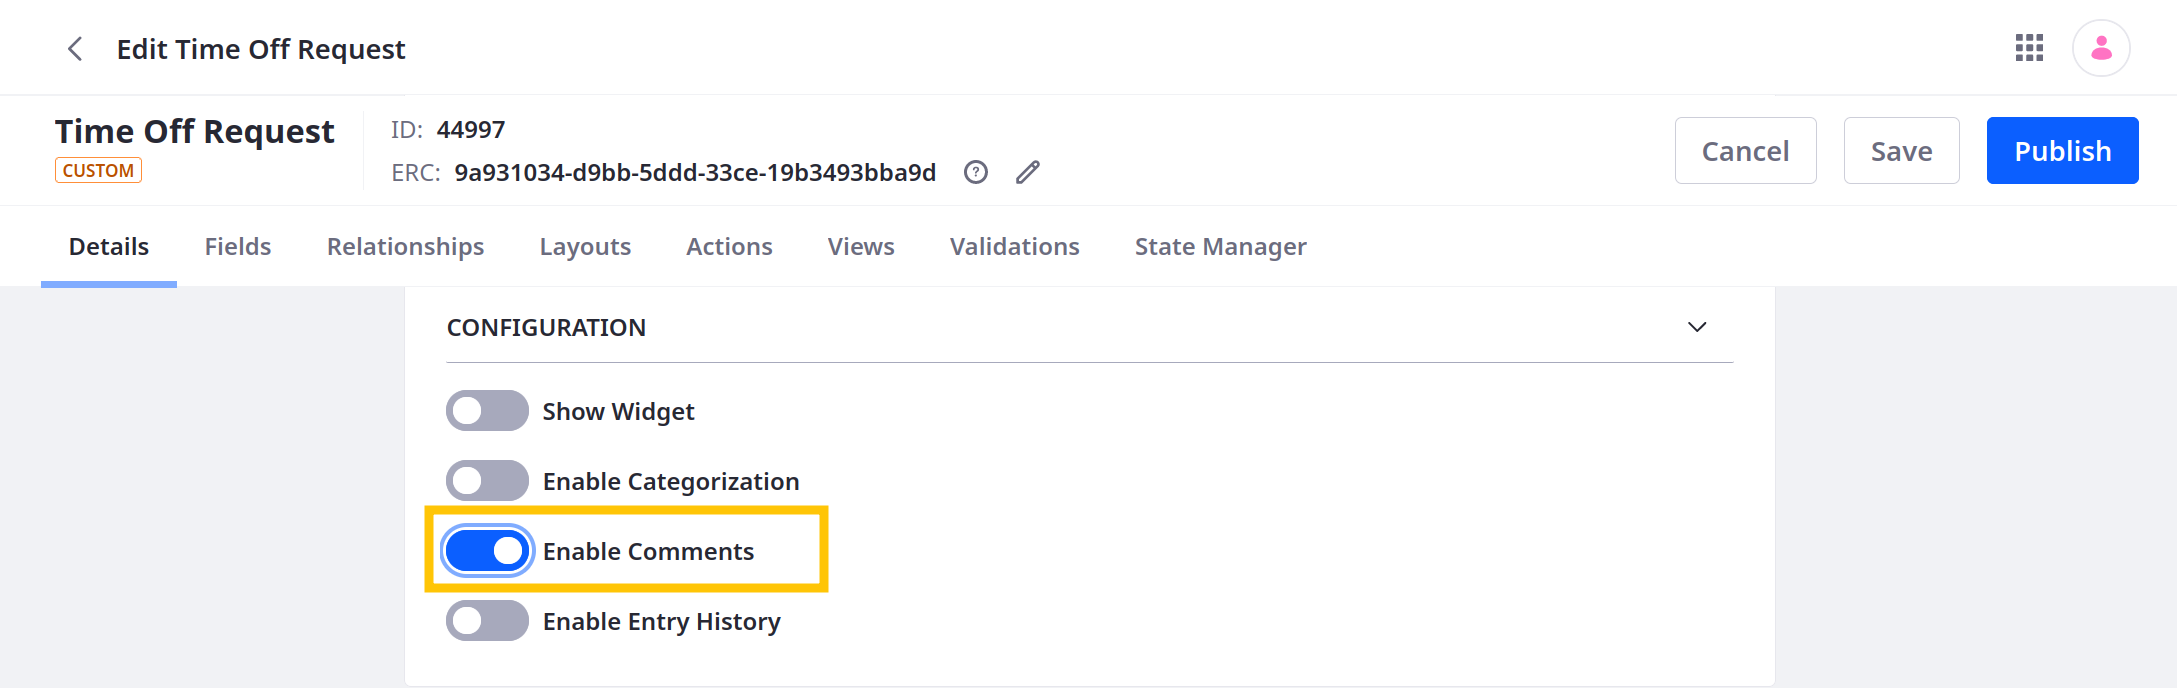 Edit Time Off Request
Time Off Request
CUSTOM
ID: 44997
ERC: 9a931034-d9bb-5ddd-33ce-19b3493bba9d
Cancel
Save
Publish
Details
Fields
Relationships
Layouts
Actions
Views
Validations
State Manager
CONFIGURATION
Show Widget
Enable Categorization
Enable Comments
Enable Entry History